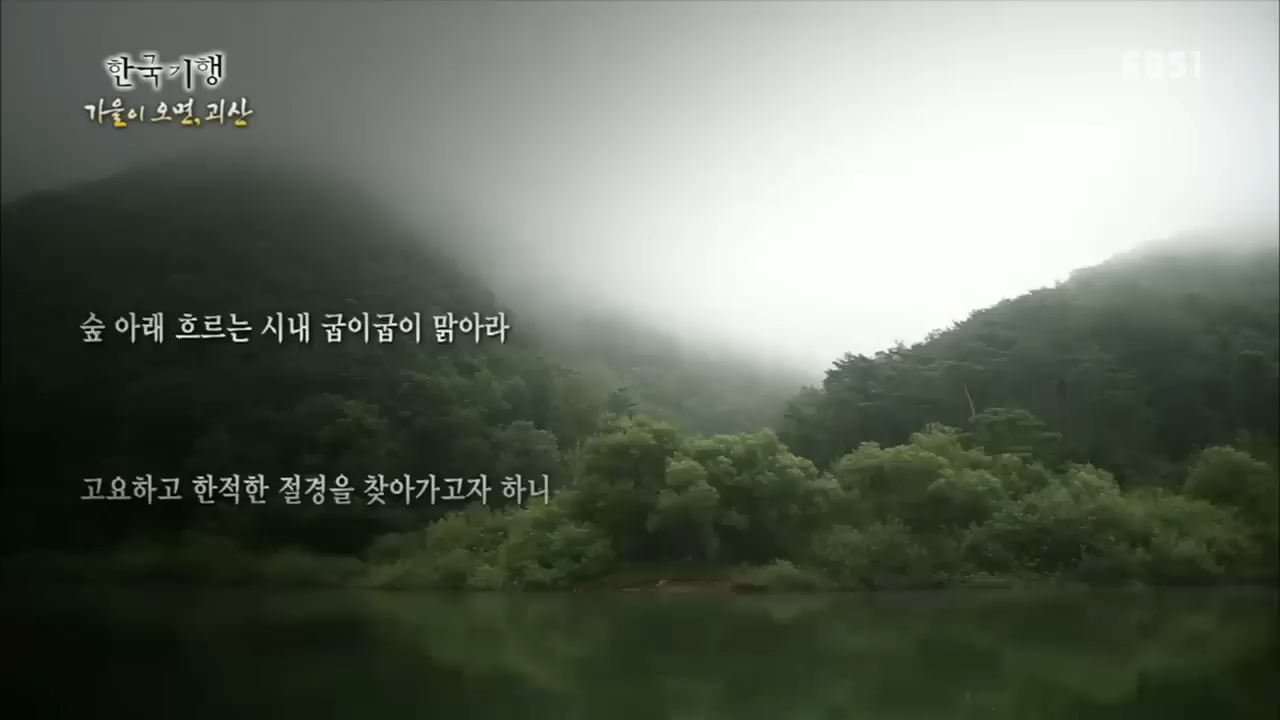 한국기행
가을이 오면, 괴산
EBS1
숲 아래 흐르는 시내 굽이굽이 맑아라
고요하고 한적한 절경을 찾아가고자 하니